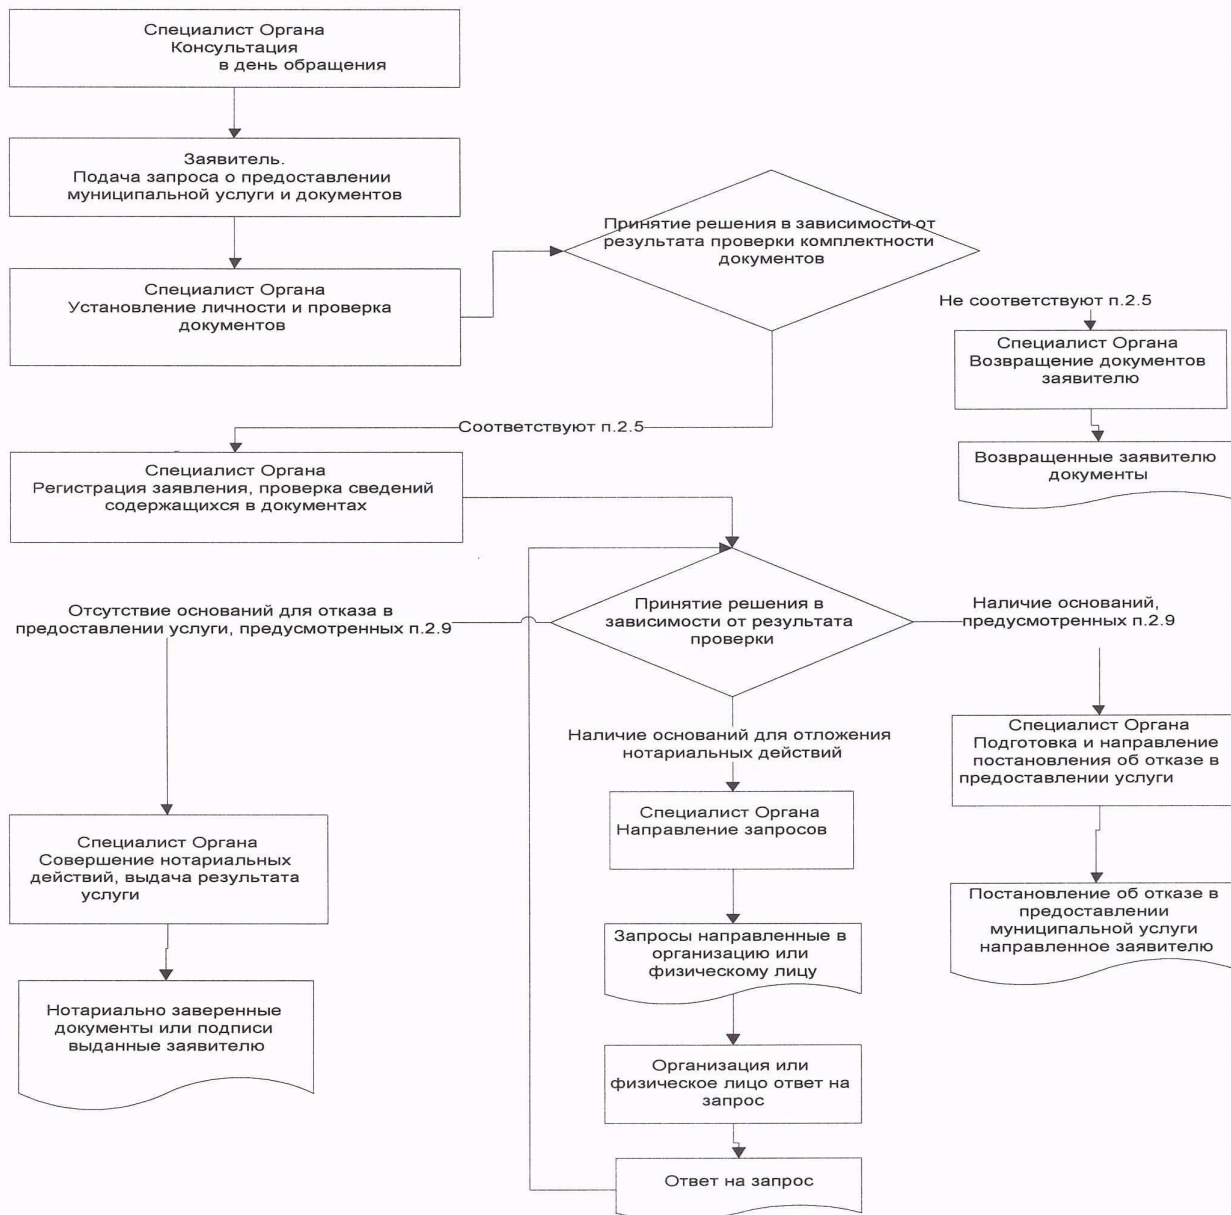 Специалист Органа
Консультация
в день обращения
Заявитель.
Подача запроса о предоставлении
муниципальной услуги и документов
Специалист Органа
Установление личности и проверка
документов
Принятие решения в зависимости от
результата проверки комплектности
документов
Не соответствуют п.2.5
Специалист Органа
Возвращение документов
заявителю
Возвращенные заявителю
документы
Соответствуют п.2.5
Специалист Органа
Регистрация заявления, проверка сведений
содержащихся в документах
Принятие решения в
зависимости от результата
проверки
Отсутствие оснований для отказа в
предоставлении услуги, предусмотренных п.2.9
Наличие оснований,
предусмотренных п.2.9
Наличие оснований для отложения
нотариальных действий
Специалист Органа
Подготовка и направление
постановления об отказе в
предоставлении услуги
Специалист Органа
Направление запросов
Специалист Органа
Совершение нотариальных
действий, выдача результата
услуги
Постановление об отказе в
предоставлении
муниципальной услуги
направленное заявителю
Запросы направленные в
организацию или
физическому лицу
Нотариально заверенные
документы или подписи
выданные заявителю
Организация или
физическое лицо ответ на
запрос
Ответ на запрос